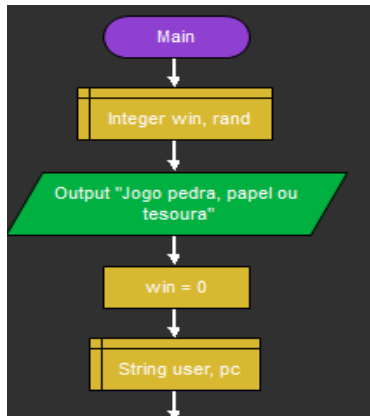 Main
Integer win, rand
Output "Jogo pedra, papel ou
tesoura"
win = 0
String user, pc